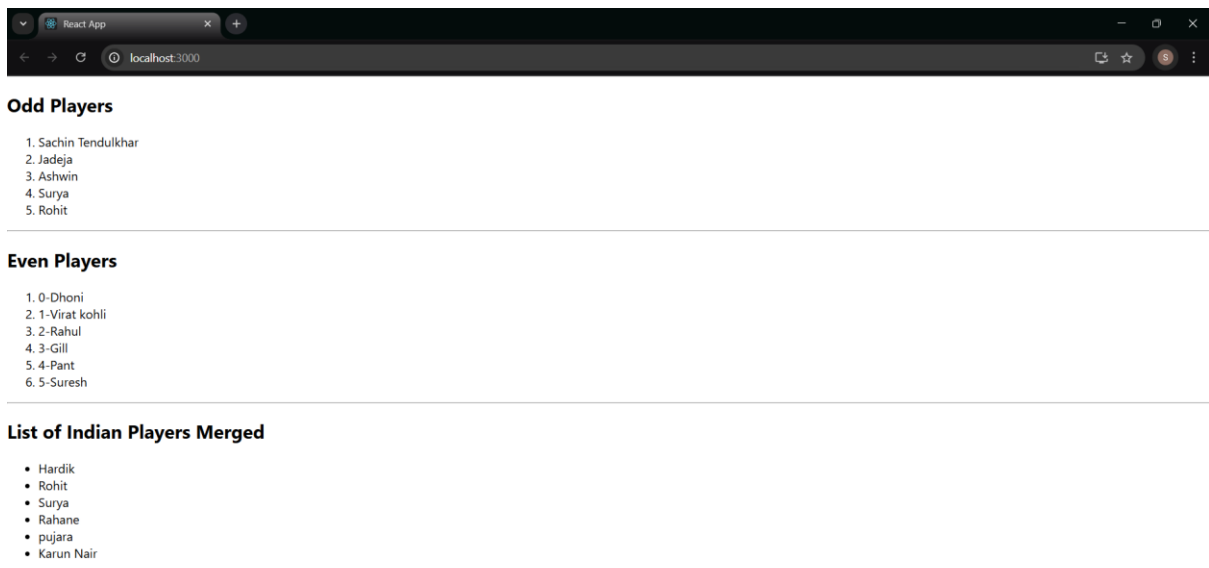 React App
localhost:3000
S
Odd Players
1. Sachin Tendulkhar
2. Jadeja
3. Ashwin
4. Surya
5. Rohit
Even Players
1. 0-Dhoni
2. 1-Virat kohli
3. 2-Rahul
4. 3-Gill
5. 4-Pant
6. 5-Suresh
List of Indian Players Merged
• Hardik
• Rohit
• Surya
• Rahane
• pujara
• Karun Nair